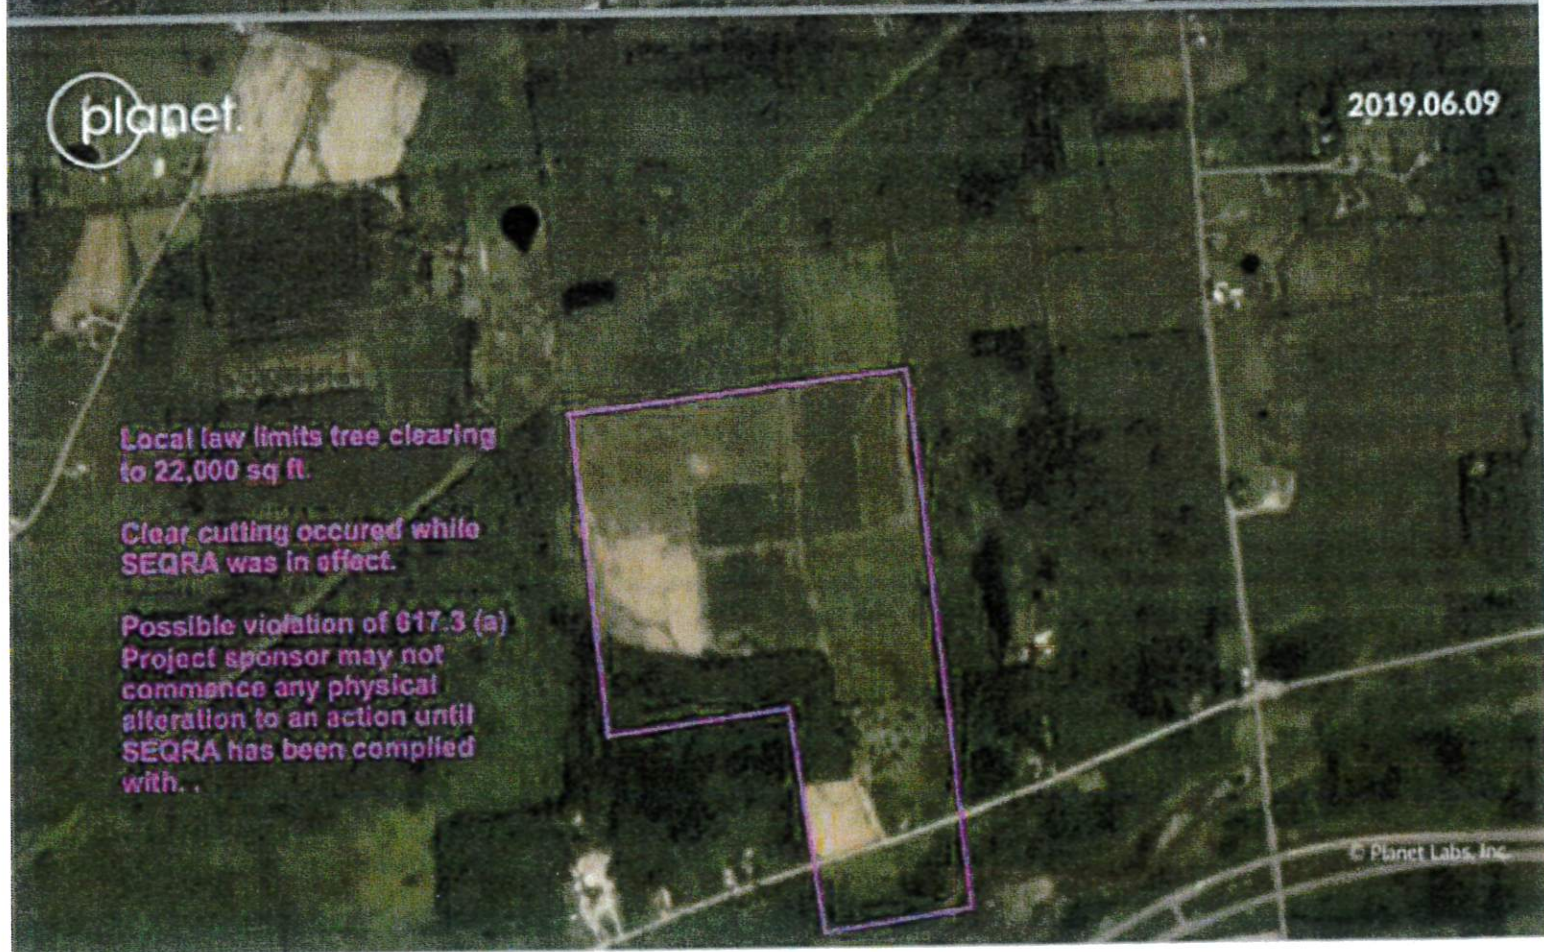 planet.
2019.06.09
Local law limits tree clearing
to 22,000 sq ft.
Clear cutting occured while
SEQRA was in effect.
Possible violation of 617.3 (a)
Project sponsor may not
commence any physical
alteration to an action until
SEQRA has been complied
with. .
© Planet Labs, Inc.